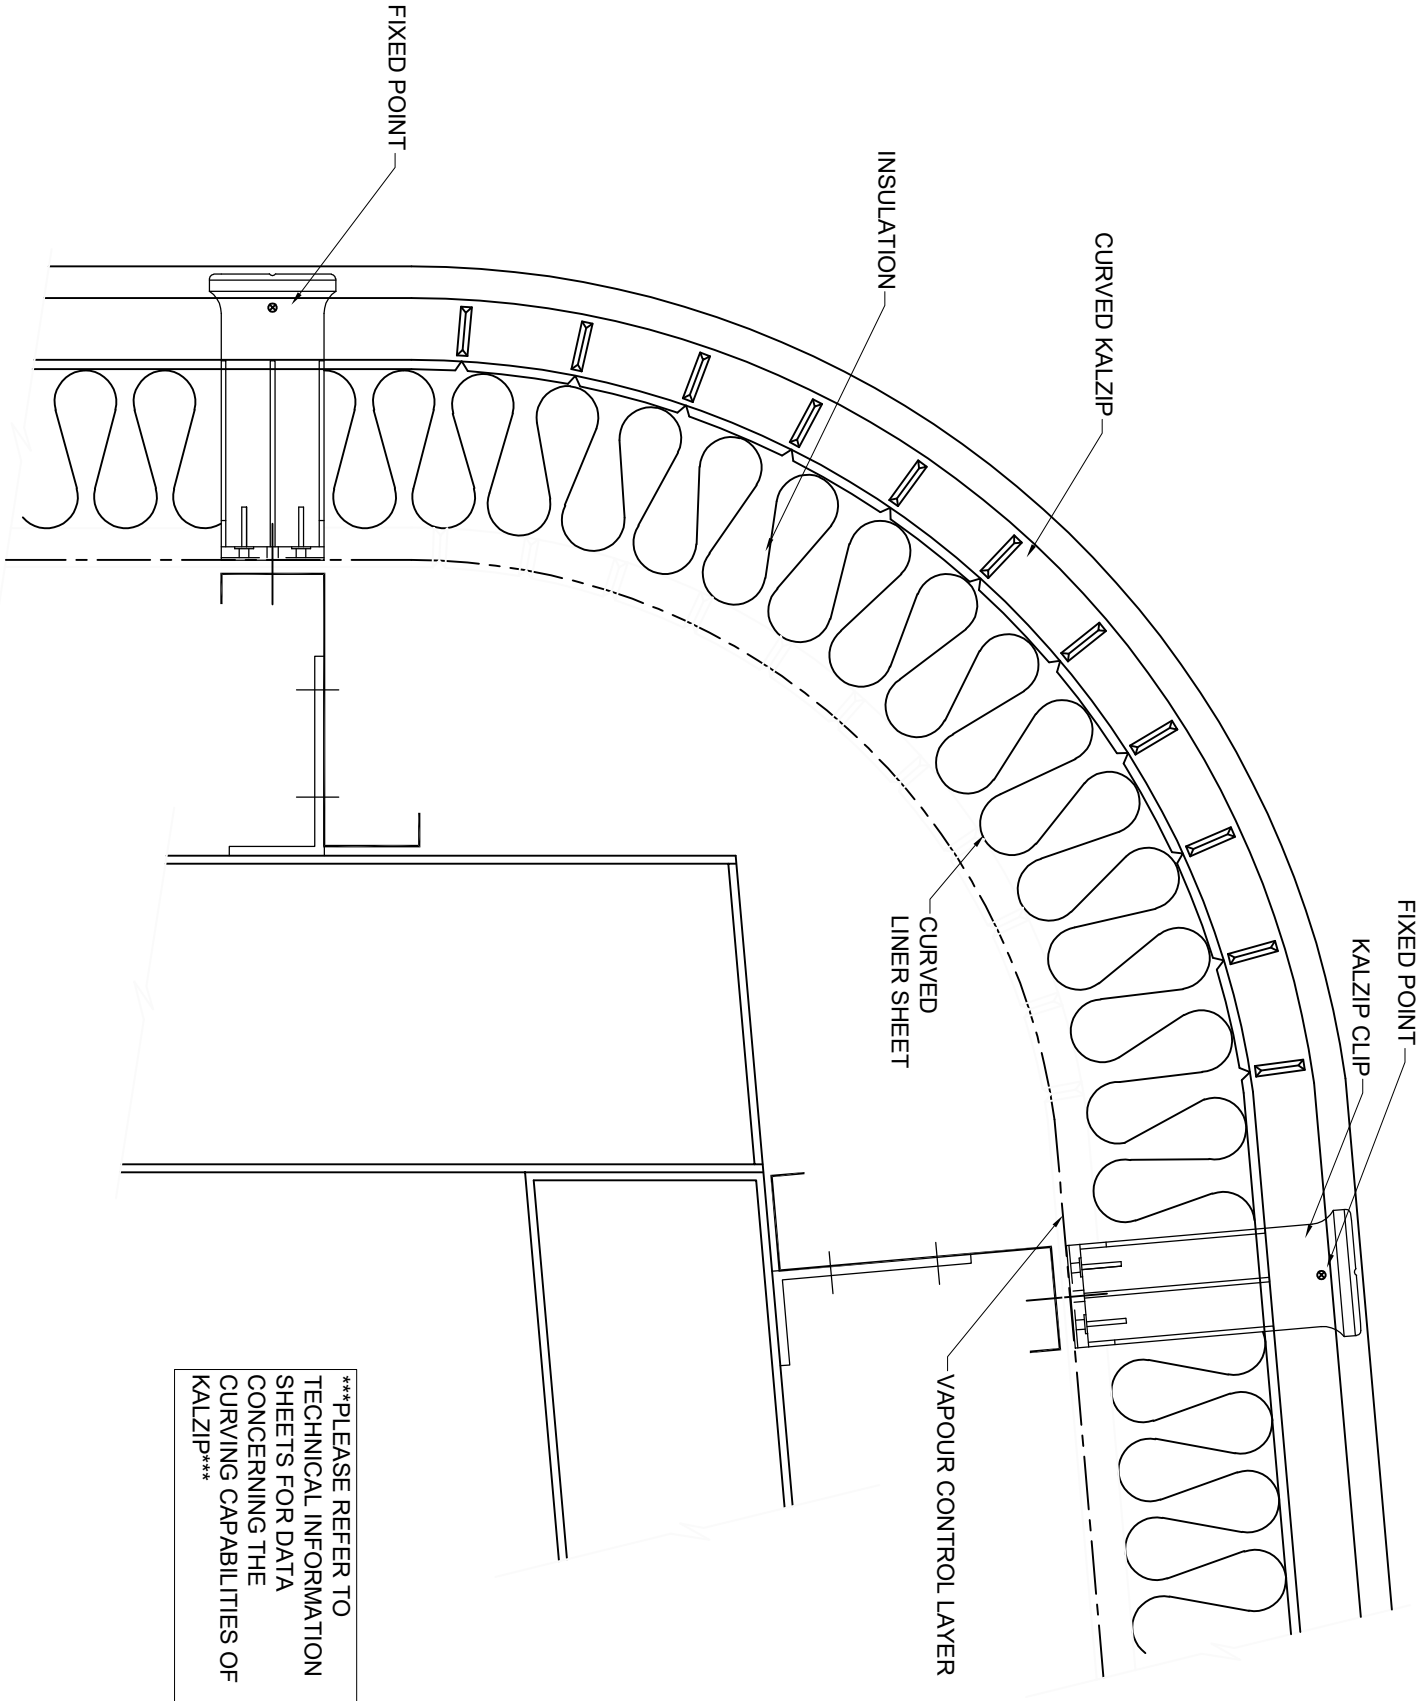 FIXED POINT
KALZIP CLIP
CURVED KALZIP
INSULATION
FIXED POINT
CURVED
LINER SHEET
VAPOUR CONTROL LAYER
***PLEASE REFER TO
TECHNICAL INFORMATION
SHEETS FOR DATA
CONCERNING THE
CURVING CAPABILITIES OF
KALZIP***